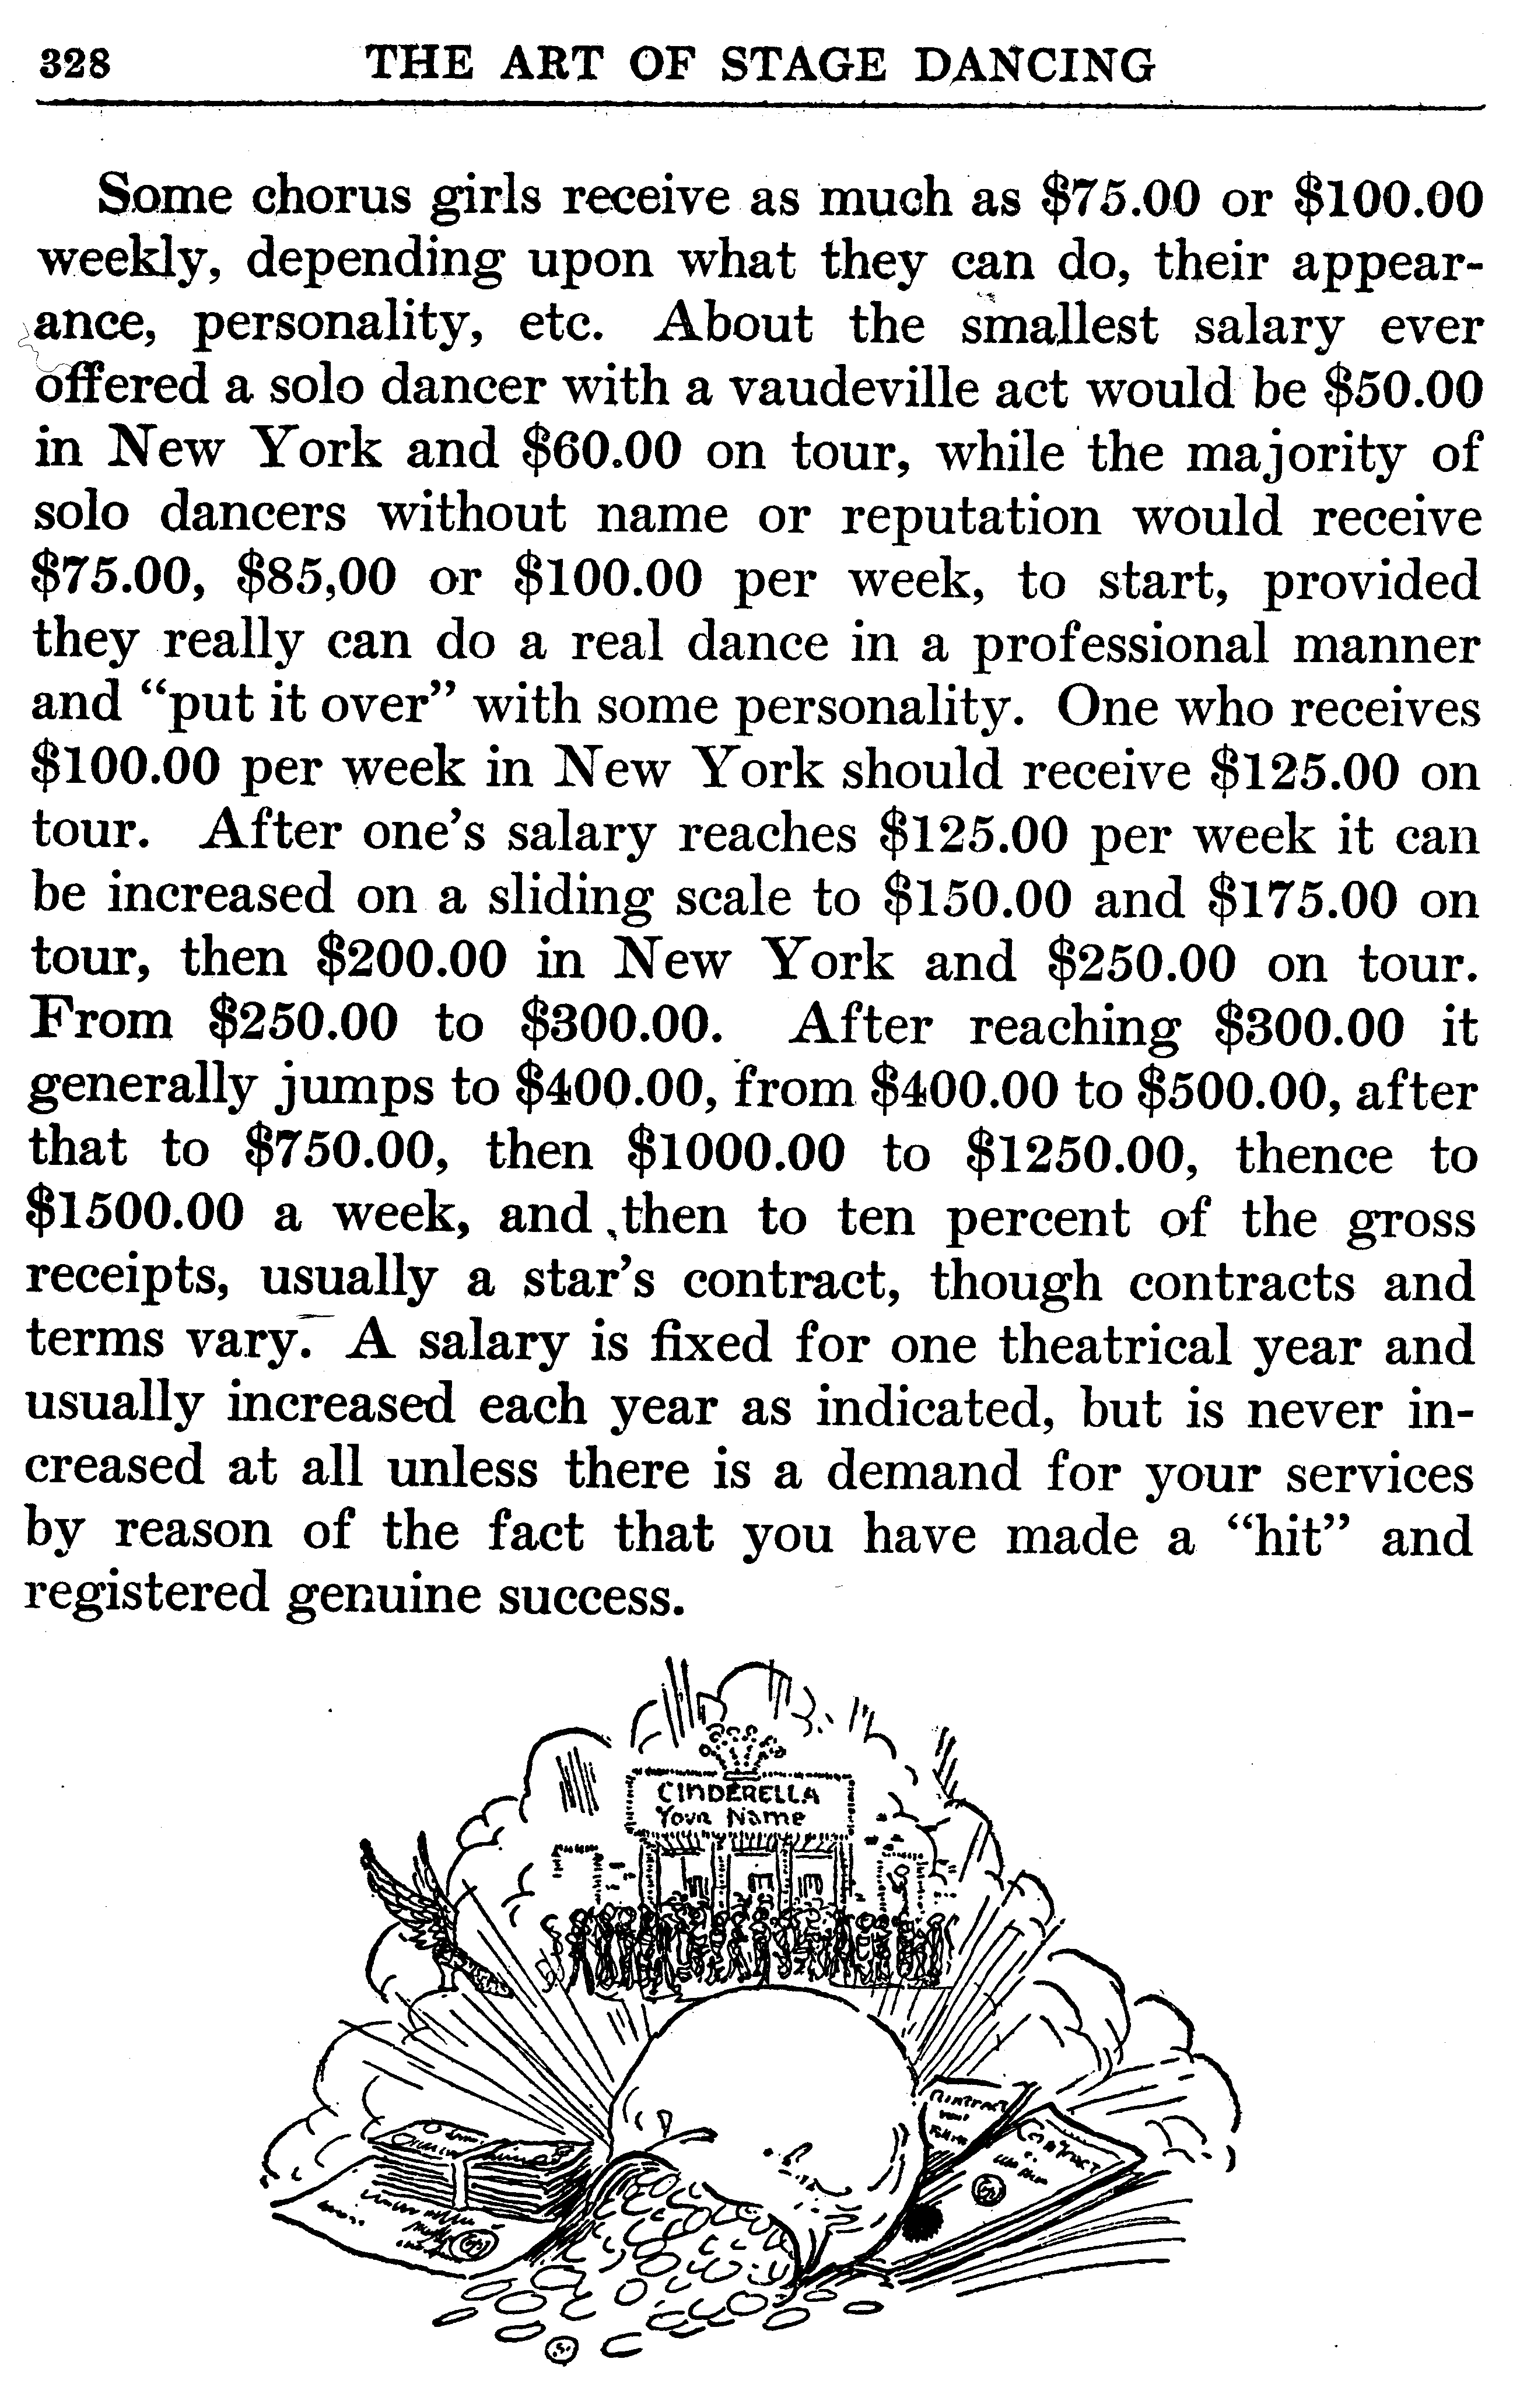 328 THE ART OF STAGE DANCING
Some chorus girls receive as much as $75.00 or $100.00
weekly, depending upon what they can do, their appear-
ance, personality, etc. About the smallest salary ever
offered a solo dancer with a vaudeville act would be $50.00
in New York and $60.00 on tour, while the majority of
solo dancers without name or reputation would receive
$75.00, $85,00 or $100.00 per week, to start, provided
they really can do a real dance in a professional manner
and “put it over” with some personality. One who receives
$100.00 per week in New York should receive $125.00 on
tour. After one’s salary reaches $125.00 per week it can
be increased on a sliding scale to $150.00 and $175.00 on
tour, then $200.00 in New York and $250.00 on tour.
From $250.00 to $300.00. After reaching $300.00 it
generally jumps to $400.00, from $400.00 to $500.00, after
that to $750.00, then $1000.00 to $1250.00, thence to
$1500.00 a week, and then to ten percent of the gross
receipts, usually a star’s contract, though contracts and
terms vary. A salary is fixed for one theatrical year and
usually increased each year as indicated, but is never in-
creased at all unless there is a demand for your services
by reason of the fact that you have made a “hit” and
registered genuine success.
CINDERELLA
Your Name
Contract
Contract